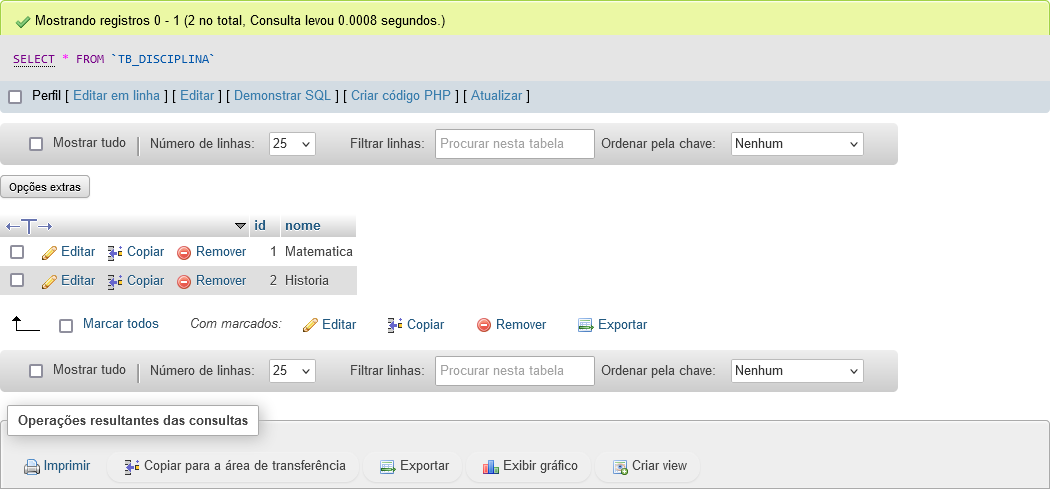 Mostrando registros 0 - 1 (2 no total, Consulta levou 0.0008 segundos.)
SELECT * FROM `TB_DISCIPLINA`
Perfil [ Editar em linha ] [ Editar ] [ Demonstrar SQL ] [ Criar código PHP ] [ Atualizar ]
Mostrar tudo | Número de linhas: 25 Filtrar linhas: Procurar nesta tabela Ordenar pela chave: Nenhum
Opções extras
id nome
Editar Copiar Remover 1 Matematica
Editar Copiar Remover 2 Historia
Marcar todos Com marcados: Editar Copiar Remover Exportar
Mostrar tudo | Número de linhas: 25 Filtrar linhas: Procurar nesta tabela Ordenar pela chave: Nenhum
Operações resultantes das consultas
Imprimir Copiar para a área de transferência Exportar Exibir gráfico Criar view